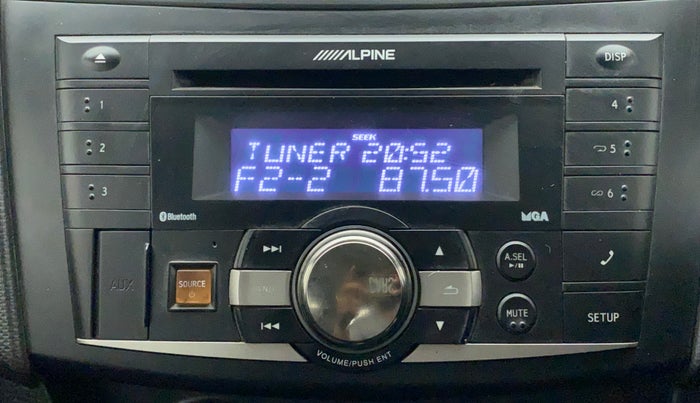 ALPINE
DISP
1
4
SEEK
TUNER 20:52
2
5
F2-2 87.50
3
6
Bluetooth
MGA
AUX
SOURCE
A.SEL
MUTE
SETUP
VOLUME/PUSH ENT